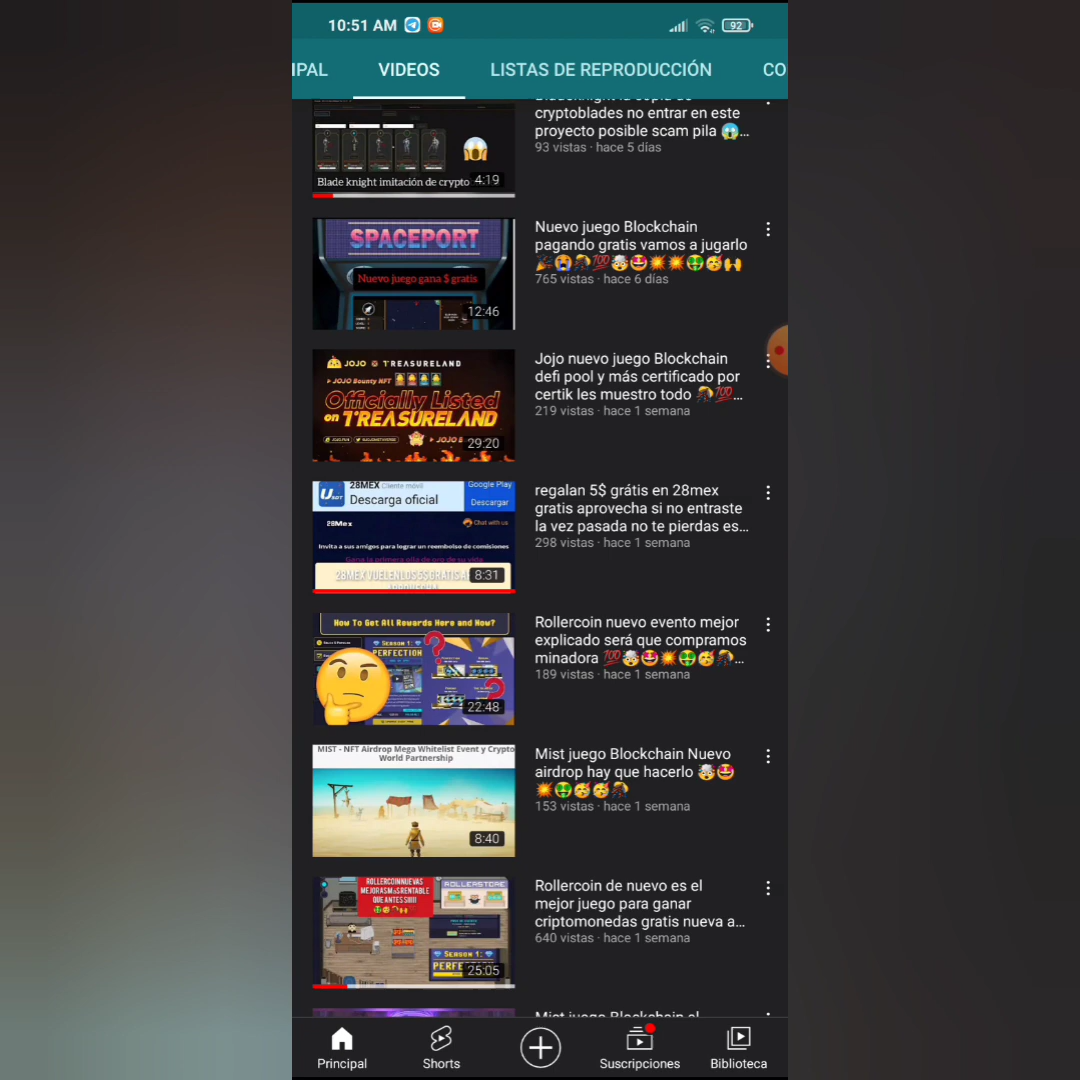 10:51 AM
92
IPAL
VIDEOS
LISTAS DE REPRODUCCIÓN
CO
Blade knight imitación de crypto
4:19
cryptoblades no entrar en este
proyecto posible scam pila 😱...
93 vistas · hace 5 días
SPACEPORT
Nuevo juego gana $ gratis
12:46
Nuevo juego Blockchain
pagando gratis vamos a jugarlo
🎉😭🎊💯🤯🤩💥💥🤑🥳🙌
765 vistas · hace 6 días
JOJO TREASURELAND
JOJO Bounty NFT
Officially Listed
on TREASURELAND
29:20
Jojo nuevo juego Blockchain
defi pool y más certificado por
certik les muestro todo 🎊💯...
219 vistas · hace 1 semana
28MEX Cliente móvil
Descarga oficial
Google Play
Descargar
28Mex
Chat with us
Invita a sus amigos para lograr un reembolso de comisiones
8:31
regalan 5$ grátis en 28mex
gratis aprovecha si no entraste
la vez pasada no te pierdas es...
298 vistas · hace 1 semana
How To Get All Rewards Here and Now?
SEASON 1:
PERFECTION
22:48
Rollercoin nuevo evento mejor
explicado será que compramos
minadora 💯🤯🤩💥🤑🥳🎊...
189 vistas · hace 1 semana
MIST - NFT Airdrop Mega Whitelist Event y Crypto
World Partnership
8:40
Mist juego Blockchain Nuevo
airdrop hay que hacerlo 🤯🤩
💥🤑🥳🥳🎊
153 vistas · hace 1 semana
ROLLERCOIN NUEVAS
MEJORAS MAS RENTABLE
QUE ANTES SIIII
ROLLERSTORE
SEASON 1:
25:05
Rollercoin de nuevo es el
mejor juego para ganar
criptomonedas gratis nueva a...
640 vistas · hace 1 semana
Mist juego Blockchain el
Principal
Shorts
Suscripciones
Biblioteca